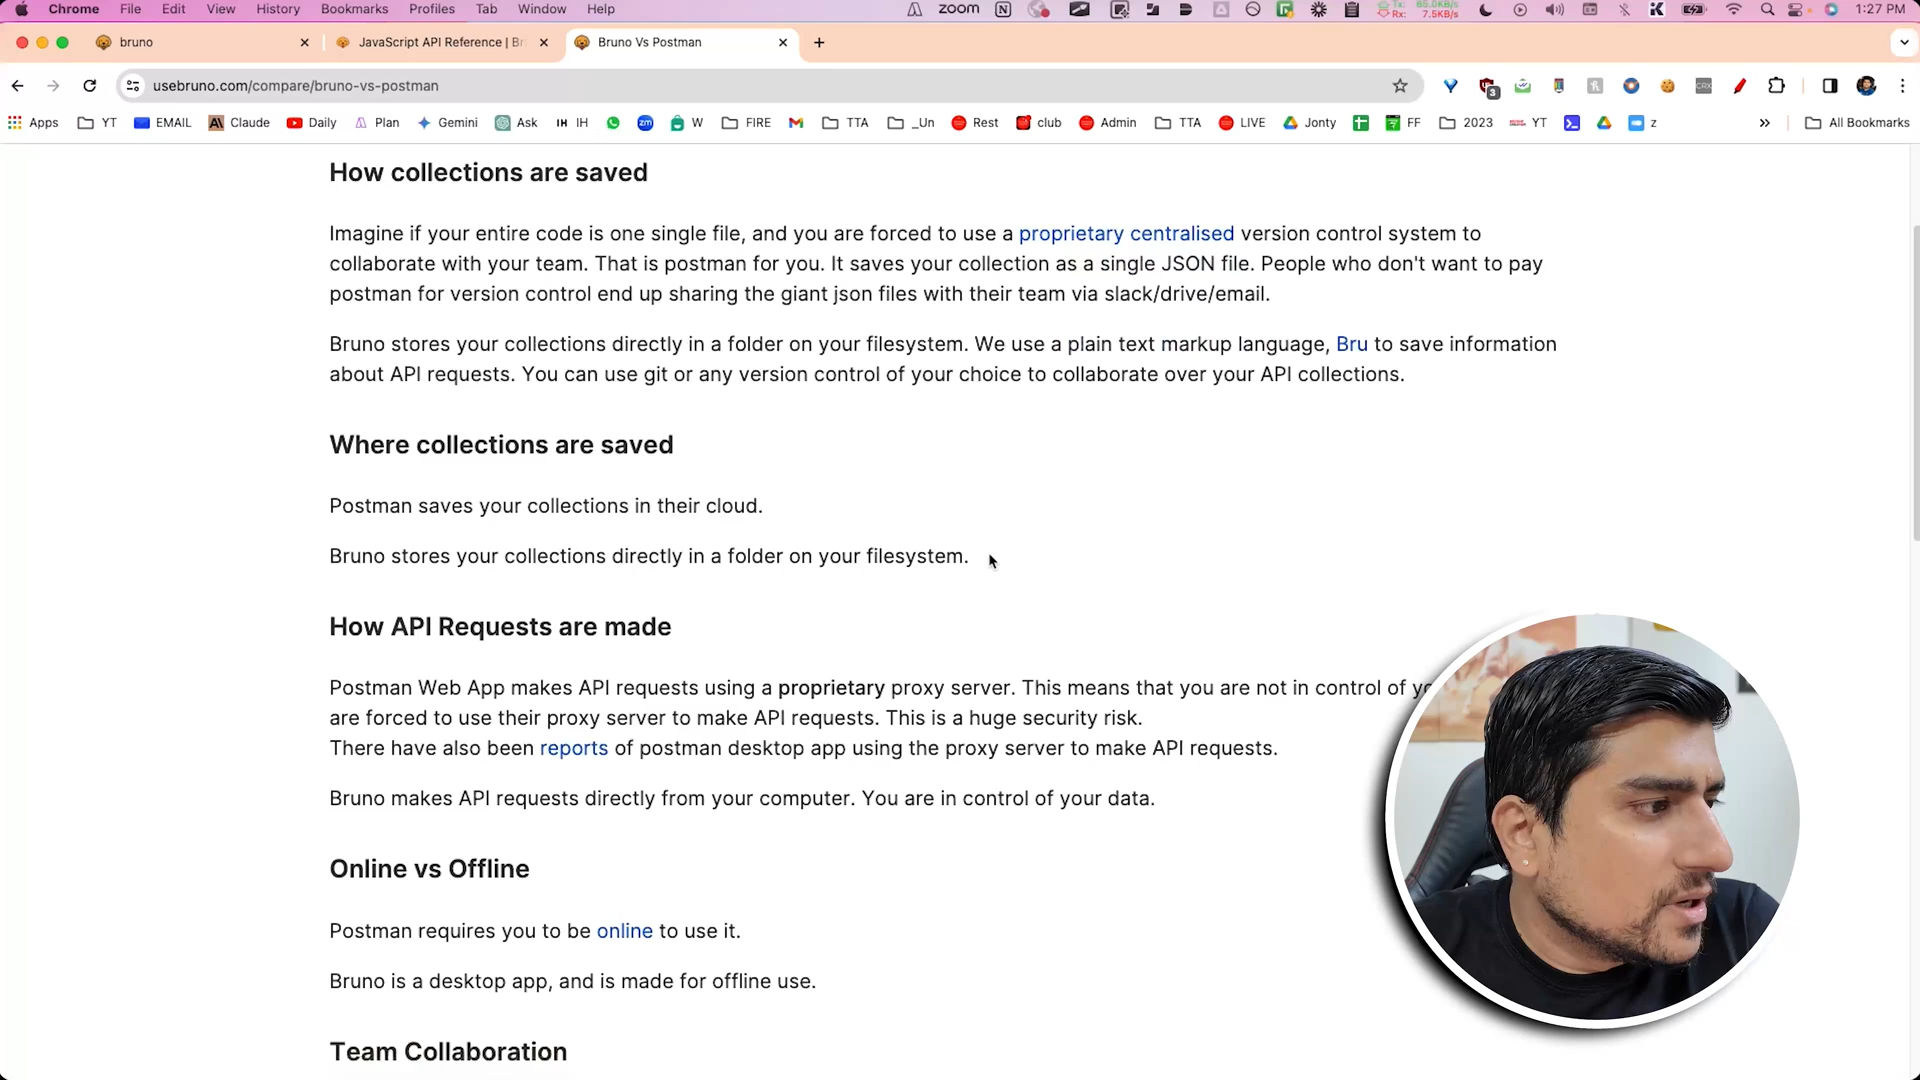 Chrome File Edit View History Bookmarks Profiles Tab Window Help zoom Tx: 65.0KB/s Rx: 7.5KB/s 1:27 PM
bruno JavaScript API Reference | Br Bruno Vs Postman
usebruno.com/compare/bruno-vs-postman 3
Apps YT EMAIL Claude Daily Plan Gemini Ask IH IH W FIRE TTA _Un Rest club Admin TTA LIVE Jonty FF 2023 YT z All Bookmarks
How collections are saved
Imagine if your entire code is one single file, and you are forced to use a proprietary centralised version control system to
collaborate with your team. That is postman for you. It saves your collection as a single JSON file. People who don't want to pay
postman for version control end up sharing the giant json files with their team via slack/drive/email.
Bruno stores your collections directly in a folder on your filesystem. We use a plain text markup language, Bru to save information
about API requests. You can use git or any version control of your choice to collaborate over your API collections.
Where collections are saved
Postman saves your collections in their cloud.
Bruno stores your collections directly in a folder on your filesystem.
How API Requests are made
Postman Web App makes API requests using a proprietary proxy server. This means that you are not in control of
are forced to use their proxy server to make API requests. This is a huge security risk.
There have also been reports of postman desktop app using the proxy server to make API requests.
Bruno makes API requests directly from your computer. You are in control of your data.
Online vs Offline
Postman requires you to be online to use it.
Bruno is a desktop app, and is made for offline use.
Team Collaboration